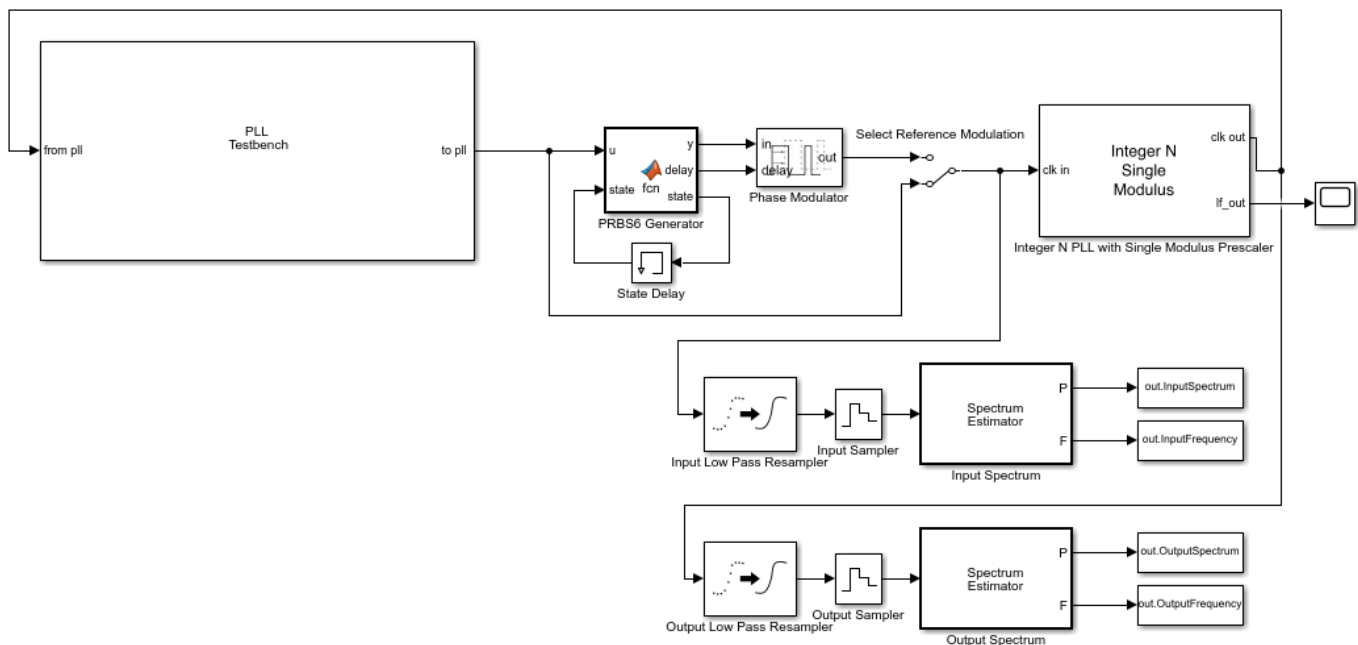 PLL
Testbench
from pll
to pll
u
state
y
delay
state
fcn
PRBS6 Generator
State Delay
in
delay
out
Phase Modulator
Select Reference Modulation
clk in
Integer N
Single
Modulus
clk out
lf_out
Integer N PLL with Single Modulus Prescaler
Input Low Pass Resampler
Input Sampler
Spectrum
Estimator
P
F
Input Spectrum
out.InputSpectrum
out.InputFrequency
Output Low Pass Resampler
Output Sampler
Spectrum
Estimator
P
F
Output Spectrum
out.OutputSpectrum
out.OutputFrequency